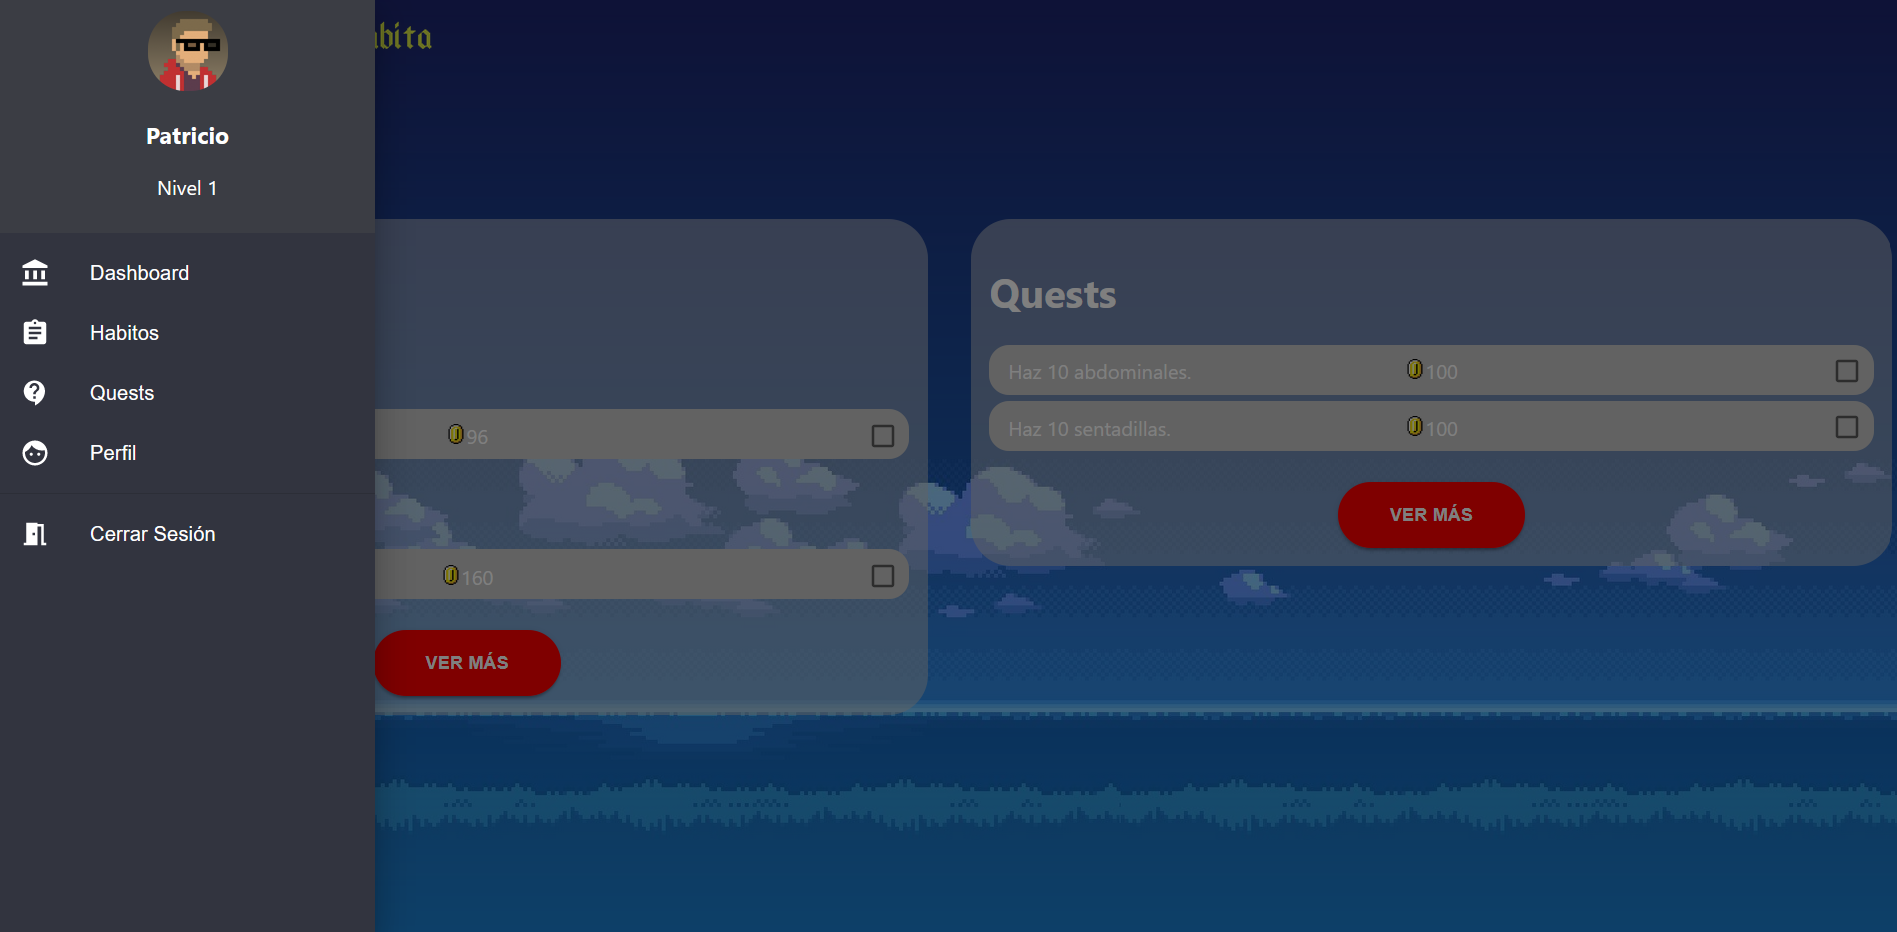 Patricio
Nivel 1
Dashboard
Habitos
Quests
Perfil
Cerrar Sesión
96
160
VER MÁS
Quests
Haz 10 abdominales. 100
Haz 10 sentadillas. 100
VER MÁS